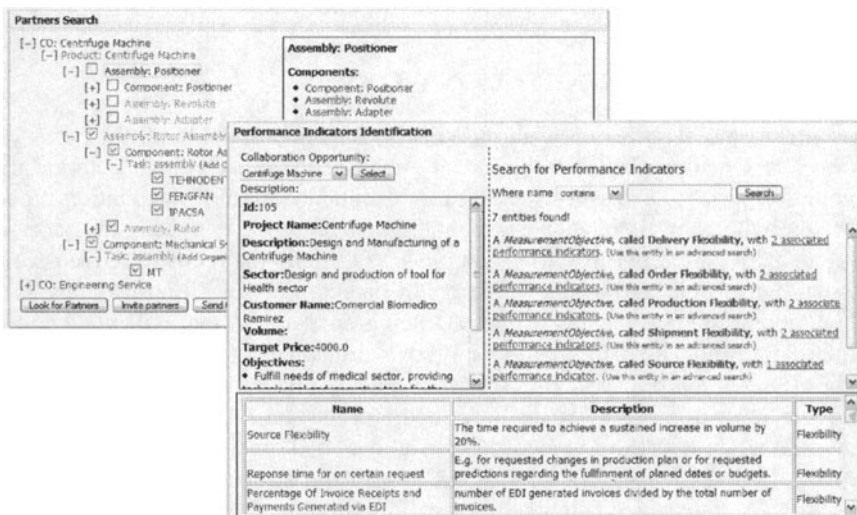 Partners Search
[-] CO: Centrifuge Machine
[-] Product: Centrifuge Machine
[-] Assembly: Positioner
[+] Component: Positioner
[+] Assembly: Revolute
[+] Assembly: Adapter
[-] Assembly: Rotor Assembly
[-] Component: Rotor As
[-] Task: assembly (Add O
TEHNODENT
FENGFAN
IPACSA
[+] Assembly: Rotor
[-] Component: Mechanical Sy
[-] Task: assembly (Add Organ
MT
[+] CO: Engineering Service
Look for Partners Invite partners Send
Assembly: Positioner
Components:
• Component: Positioner
• Assembly: Revolute
• Assembly: Adapter
Performance Indicators Identification
Collaboration Opportunity:
Centrifuge Machine Select
Description:
Id:105
Project Name:Centrifuge Machine
Description:Design and Manufacturing of a
Centrifuge Machine
Sector:Design and production of tool for
Health sector
Customer Name:Comercial Biomedico
Ramirez
Volume:
Target Price:4000.0
Objectives:
• Fulfill needs of medical sector, providing
Search for Performance Indicators
Where name contains Search
7 entities found!
A MeasurementObjective, called Delivery Flexibility, with 2 associated
performance indicators. (Use this entity in an advanced search)
A MeasurementObjective, called Order Flexibility, with 2 associated
performance indicators. (Use this entity in an advanced search)
A MeasurementObjective, called Production Flexibility, with 2 associate
performance indicators. (Use this entity in an advanced search)
A MeasurementObjective, called Shipment Flexibility, with 2 associated
performance indicators. (Use this entity in an advanced search)
A MeasurementObjective, called Source Flexibility, with 1 associated
performance indicator. (Use this entity in an advanced search)
Name Description Type
Source Flexibility The time required to achieve a sustained increase in volume by
20%. Flexibility
Reponse time for on certain request E.g. for requested changes in production plan or for requested
predictions regarding the fullfinment of planed dates or budgets. Flexibility
Percentage Of Invoice Receipts and
Payments Generated via EDI number of EDI generated invoices divided by the total number of
invoices. Flexibility